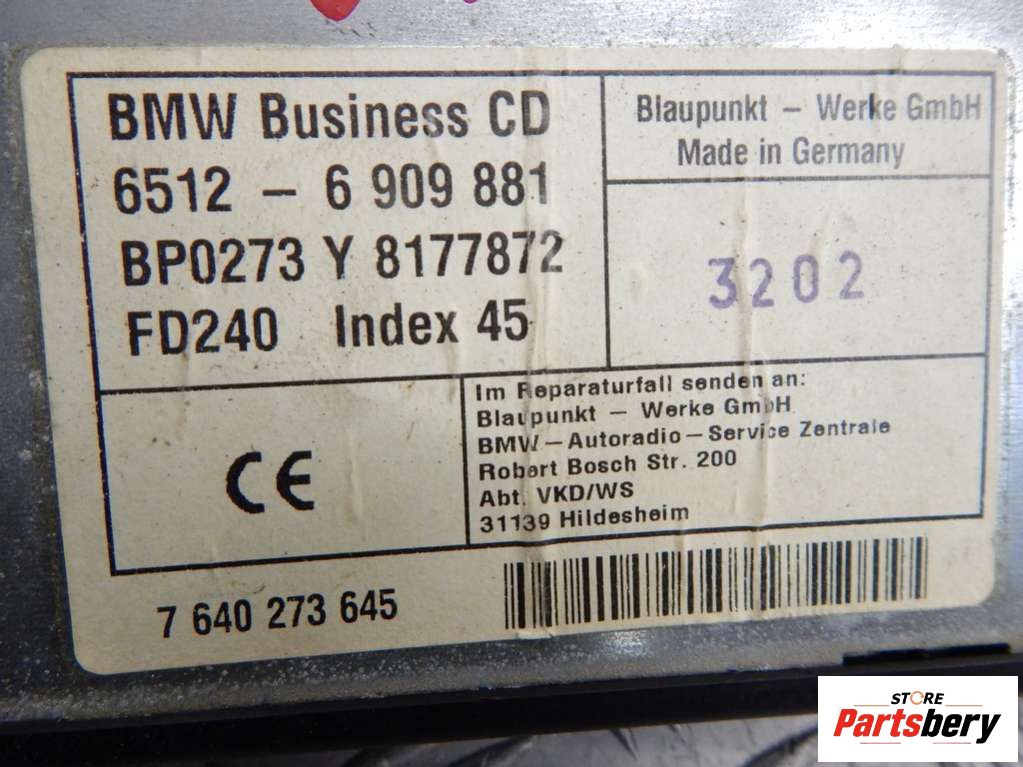 BMW Business CD
6512 - 6 909 881
BP0273 Y 8177872
FD240 Index 45
Blaupunkt - Werke GmbH
Made in Germany
3202
CE
Im Reparaturfall senden an:
Blaupunkt - Werke GmbH
BMW-Autoradio-Service Zentrale
Robert Bosch Str. 200
Abt. VKD/WS
31139 Hildesheim
7 640 273 645
STORE
Partsbery